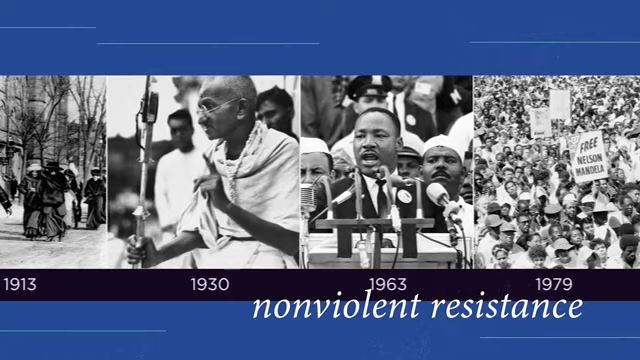 FREE
NELSON
MANDELA
1913
1930
1963
1979
nonviolent resistance